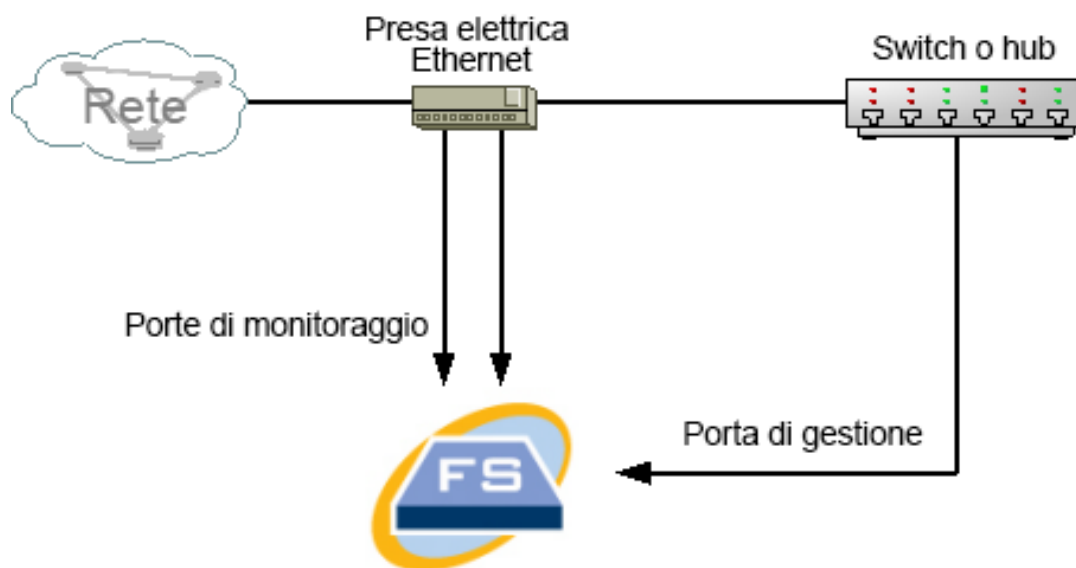 Presa elettrica
Ethernet
Switch o hub
Rete
Porte di monitoraggio
Porta di gestione
FS